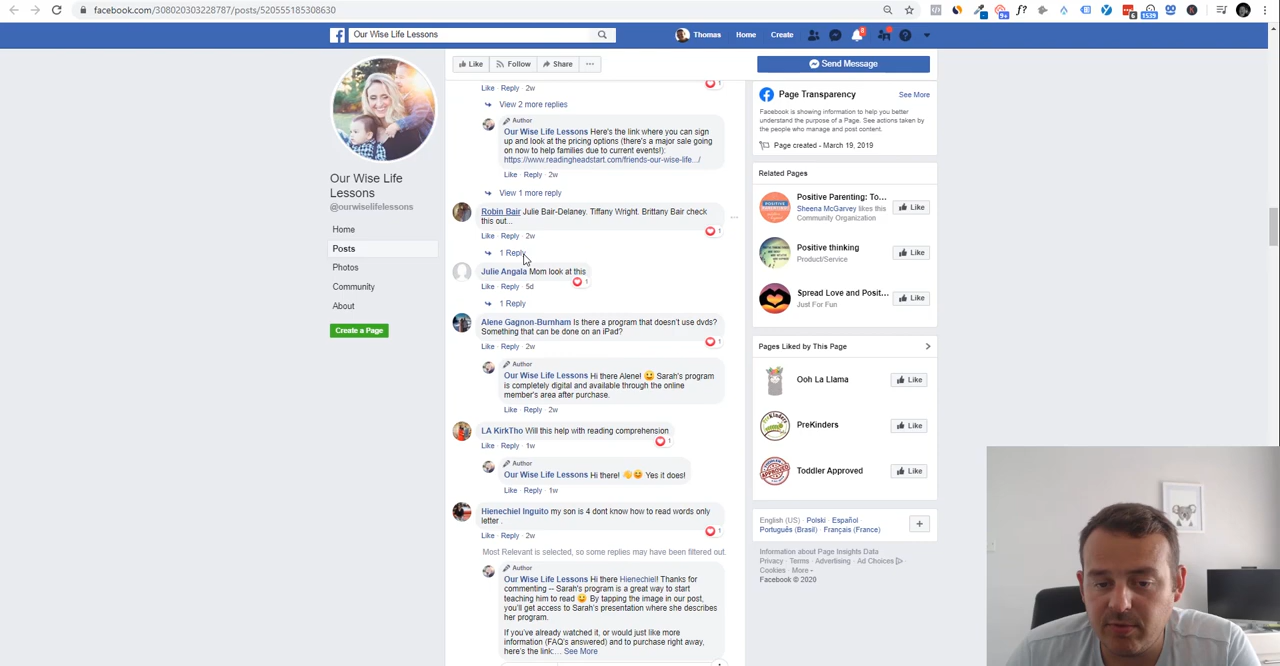 facebook.com/308020303228787/posts/520555185308630
Our Wise Life Lessons
Thomas
Home
Create
8
Like
Follow
Share
Send Message
Our Wise Life
Lessons
@ourwiselifelessons
Home
Posts
Photos
Community
About
Create a Page
1
Like Reply 2w
View 2 more replies
Author
Our Wise Life Lessons Here's the link where you can sign
up and look at the pricing options (there's a major sale going
on now to help families due to current events!):
https://www.readingheadstart.com/friends-our-wise-life.../
Like Reply 2w
View 1 more reply
Robin Bair Julie Bair-Delaney. Tiffany Wright. Brittany Bair check
this out...
1
Like Reply 2w
1 Reply
Julie Angala Mom look at this
1
Like Reply 5d
1 Reply
Alene Gagnon-Burnham Is there a program that doesn't use dvds?
Something that can be done on an iPad?
1
Like Reply 2w
Author
Our Wise Life Lessons Hi there Alene! 😀 Sarah's program
is completely digital and available through the online
member's area after purchase.
Like Reply 2w
LA KirkTho Will this help with reading comprehension
1
Like Reply 1w
Author
Our Wise Life Lessons Hi there! 👋😊 Yes it does!
Like Reply 1w
Hienechiel Inguito my son is 4 dont know how to read words only
letter .
1
Like Reply 2w
Most Relevant is selected, so some replies may have been filtered out.
Author
Our Wise Life Lessons Hi there Hienechiel! Thanks for
commenting -- Sarah's program is a great way to start
teaching him to read 😊 By tapping the image in our post,
you'll get access to Sarah's presentation where she describes
her program.
If you've already watched it, or would just like more
information (FAQ's answered) and to purchase right away,
here's the link:... See More
Page Transparency
See More
Facebook is showing information to help you better
understand the purpose of a Page. See actions taken by
the people who manage and post content.
Page created - March 19, 2019
Related Pages
Positive Parenting: To...
Sheena McGarvey likes this
Community Organization
Like
Positive thinking
Product/Service
Like
Spread Love and Posit...
Just For Fun
Like
Pages Liked by This Page
Ooh La Llama
Like
PreKinders
Like
Toddler Approved
Like
English (US) · Polski · Español ·
Português (Brasil) · Français (France)
Information about Page Insights Data
Privacy · Terms · Advertising · Ad Choices
Cookies · More
Facebook © 2020